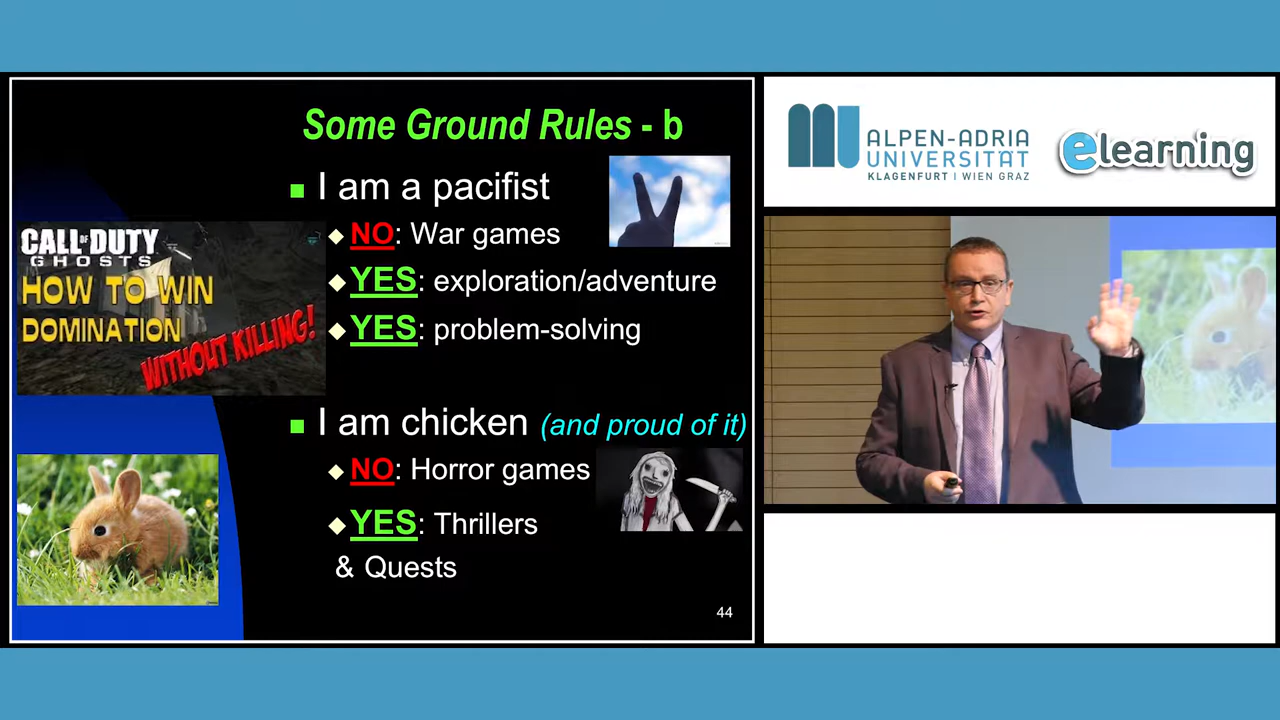 Some Ground Rules - b
I am a pacifist
NO: War games
YES: exploration/adventure
YES: problem-solving
CALL OF DUTY
GHOSTS
HOW TO WIN
DOMINATION
WITHOUT KILLING!
I am chicken (and proud of it)
NO: Horror games
YES: Thrillers
& Quests
44
ALPEN-ADRIA
UNIVERSITÄT
KLAGENFURT | WIEN GRAZ
elearning